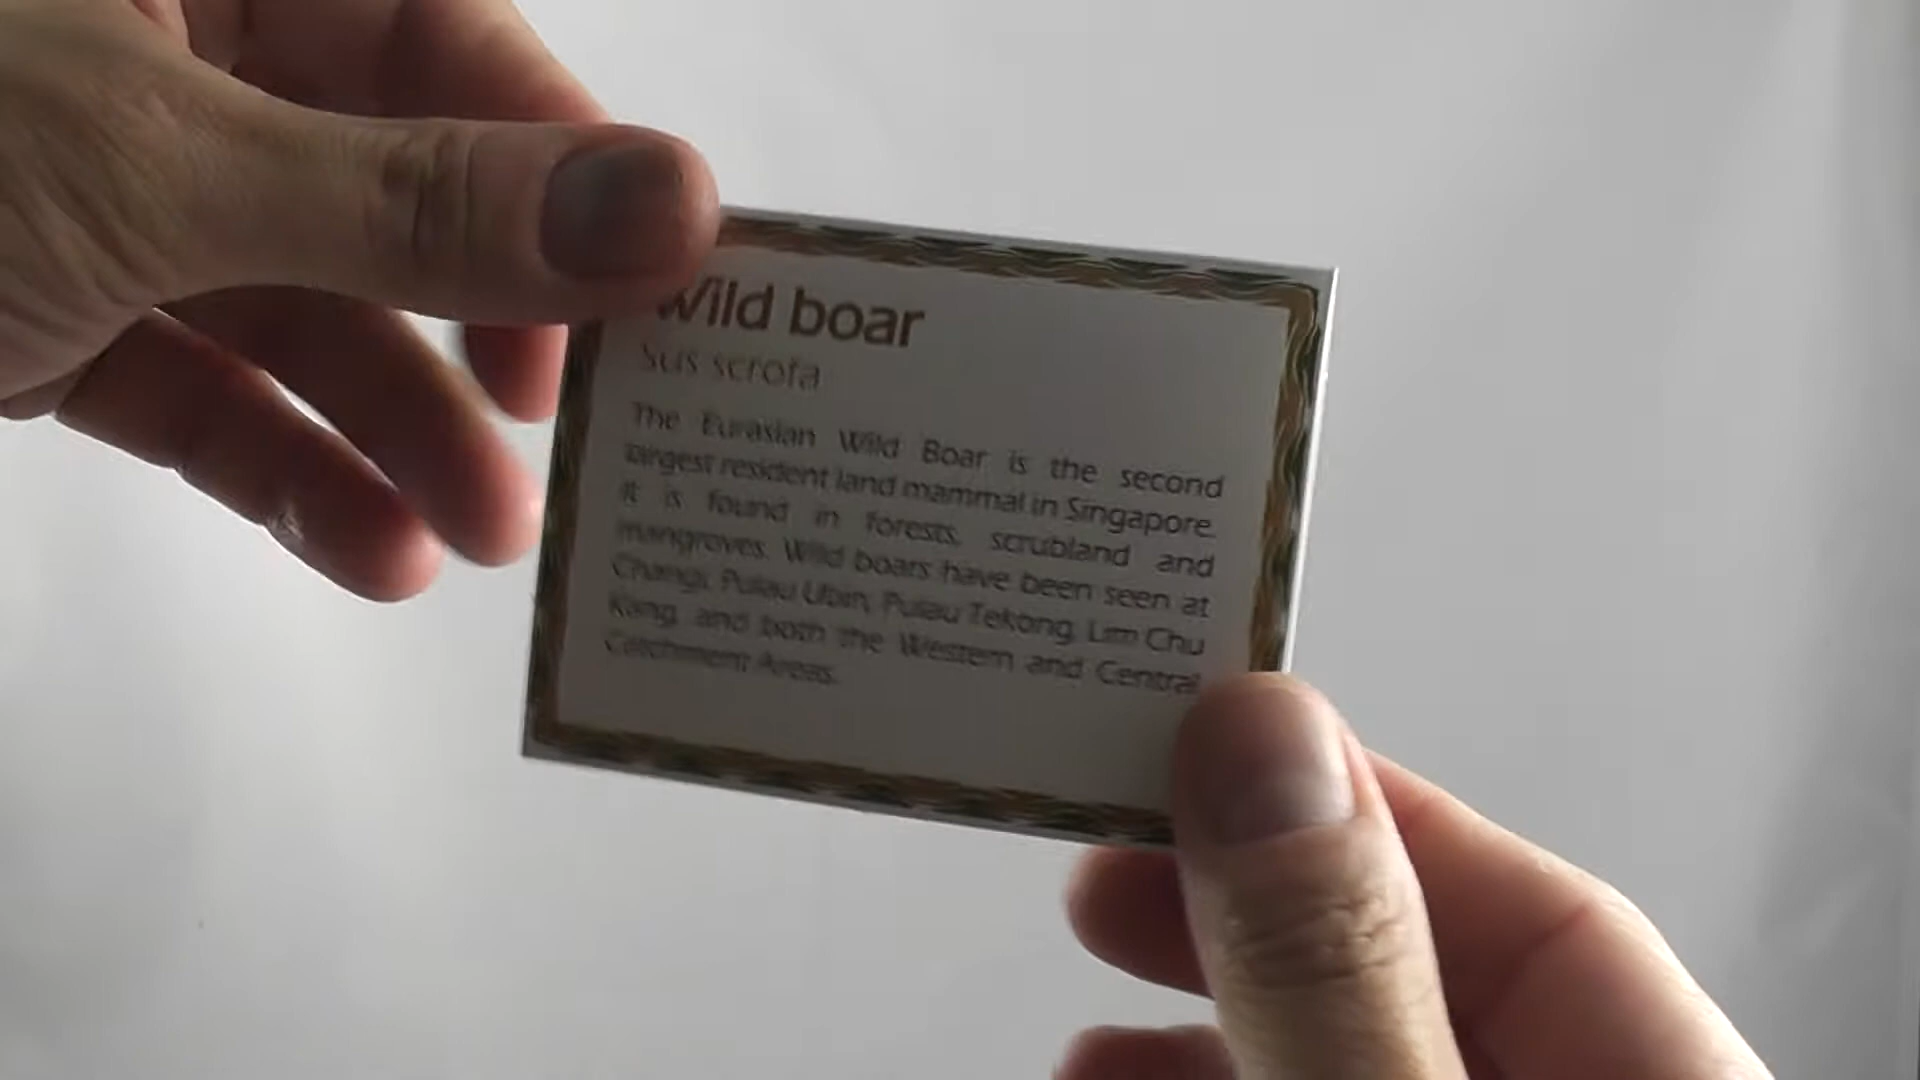 Wild boar
Sus scrofa
The Eurasian Wild Boar is the second
largest resident land mammal in Singapore.
It is found in forests, scrubland and
mangroves. Wild boars have been seen at
Changi, Pulau Ubin, Pulau Tekong, Lim Chu
Kang, and both the Western and Central
Catchment Areas.